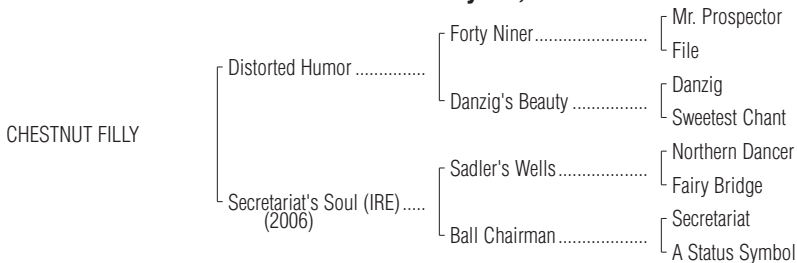 Mr. Prospector
Forty Niner....................
File
Distorted Humor ...............
Danzig
Danzig's Beauty .................
Sweetest Chant
CHESTNUT FILLY
Northern Dancer
Sadler's Wells....................
Fairy Bridge
Secretariat's Soul (IRE).....
(2006)
Secretariat
Ball Chairman....................
A Status Symbol